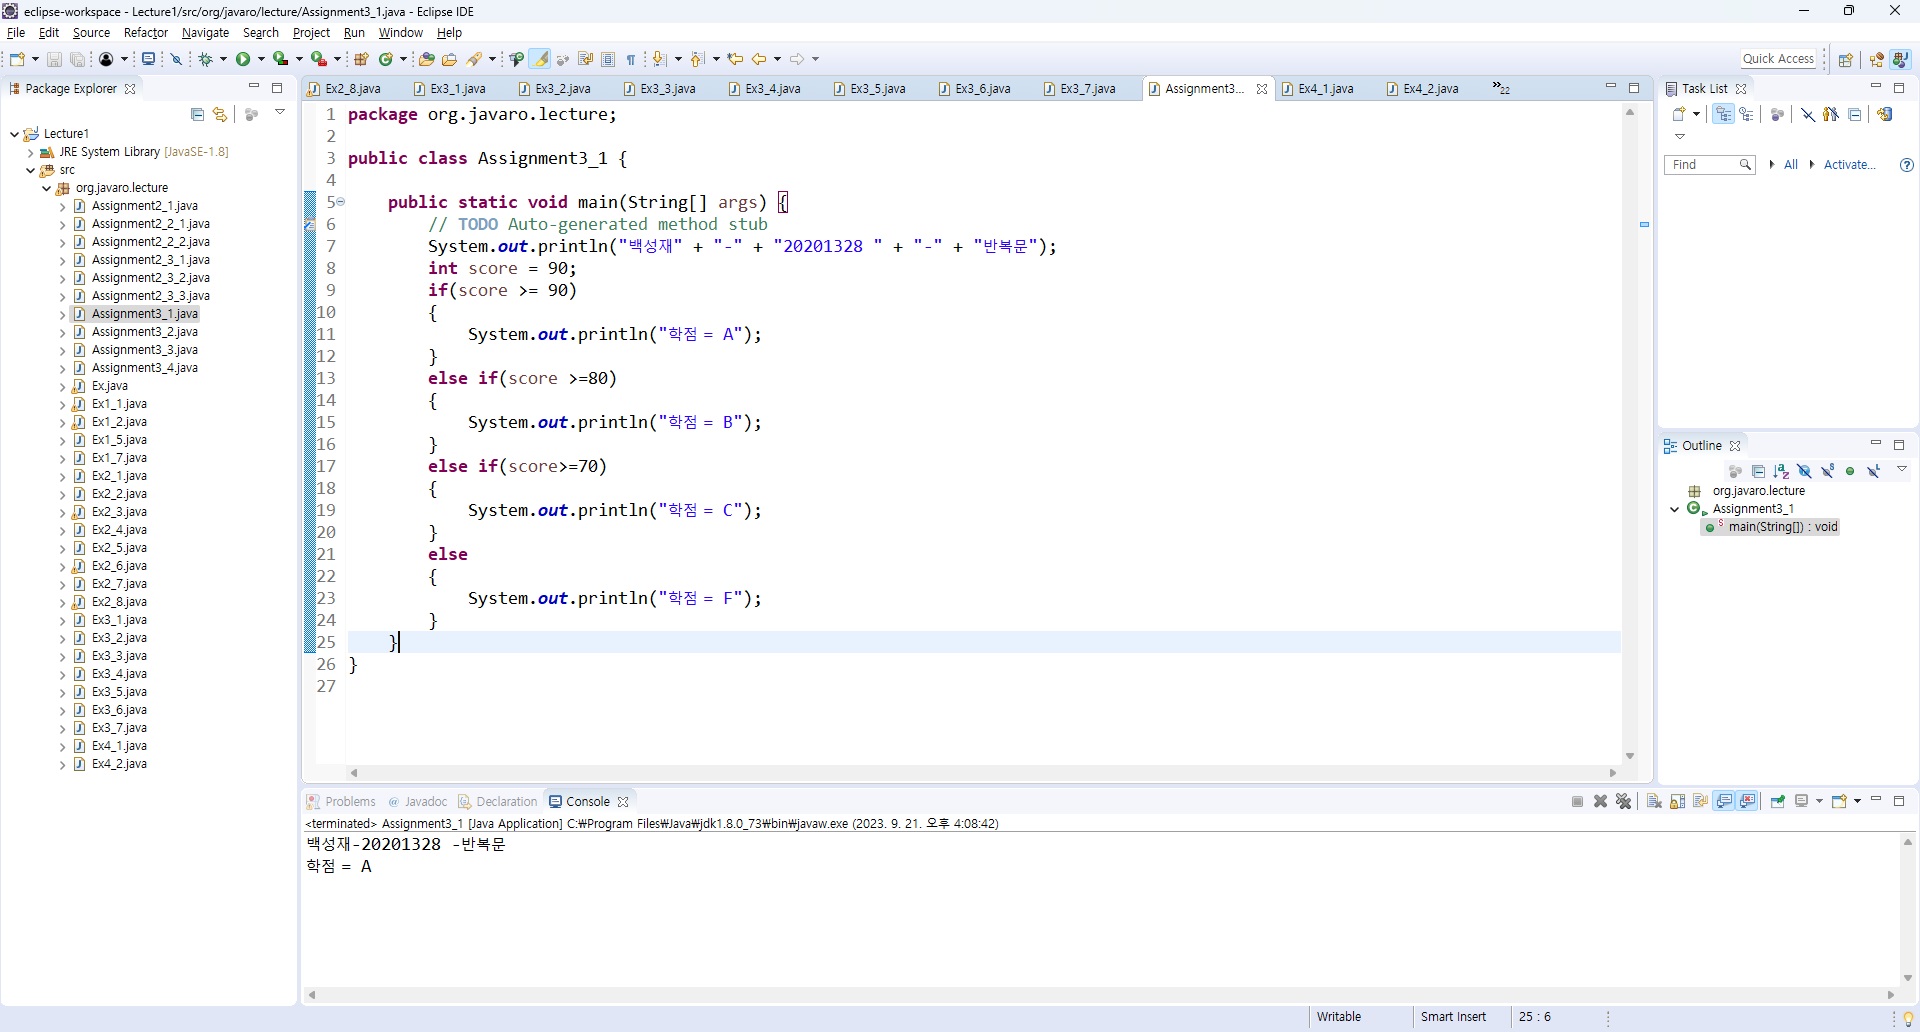 eclipse-workspace - Lecture1/src/org/javaro/lecture/Assignment3_1.java - Eclipse IDE
File Edit Source Refactor Navigate Search Project Run Window Help
Quick Access
Package Explorer
Lecture1
JRE System Library [JavaSE-1.8]
src
org.javaro.lecture
Assignment2_1.java
Assignment2_2_1.java
Assignment2_2_2.java
Assignment2_3_1.java
Assignment2_3_2.java
Assignment2_3_3.java
Assignment3_1.java
Assignment3_2.java
Assignment3_3.java
Assignment3_4.java
Ex.java
Ex1_1.java
Ex1_2.java
Ex1_5.java
Ex1_7.java
Ex2_1.java
Ex2_2.java
Ex2_3.java
Ex2_4.java
Ex2_5.java
Ex2_6.java
Ex2_7.java
Ex2_8.java
Ex3_1.java
Ex3_2.java
Ex3_3.java
Ex3_4.java
Ex3_5.java
Ex3_6.java
Ex3_7.java
Ex4_1.java
Ex4_2.java
Ex2_8.java Ex3_1.java Ex3_2.java Ex3_3.java Ex3_4.java Ex3_5.java Ex3_6.java Ex3_7.java Assignment3... Ex4_1.java Ex4_2.java »22
1 package org.javaro.lecture;
2
3 public class Assignment3_1 {
4
5 public static void main(String[] args) {
6 // TODO Auto-generated method stub
7 System.out.println("백성재" + "-" + "20201328 " + "-" + "반복문");
8 int score = 90;
9 if(score >= 90)
10 {
11 System.out.println("학점 = A");
12 }
13 else if(score >=80)
14 {
15 System.out.println("학점 = B");
16 }
17 else if(score>=70)
18 {
19 System.out.println("학점 = C");
20 }
21 else
22 {
23 System.out.println("학점 = F");
24 }
25 }
26 }
27
Task List
Find All Activate...
Outline
org.javaro.lecture
Assignment3_1
main(String[]) : void
Problems Javadoc Declaration Console
<terminated> Assignment3_1 [Java Application] C:₩Program Files₩Java₩jdk1.8.0_73₩bin₩javaw.exe (2023. 9. 21. 오후 4:08:42)
백성재-20201328 -반복문
학점 = A
Writable Smart Insert 25 : 6